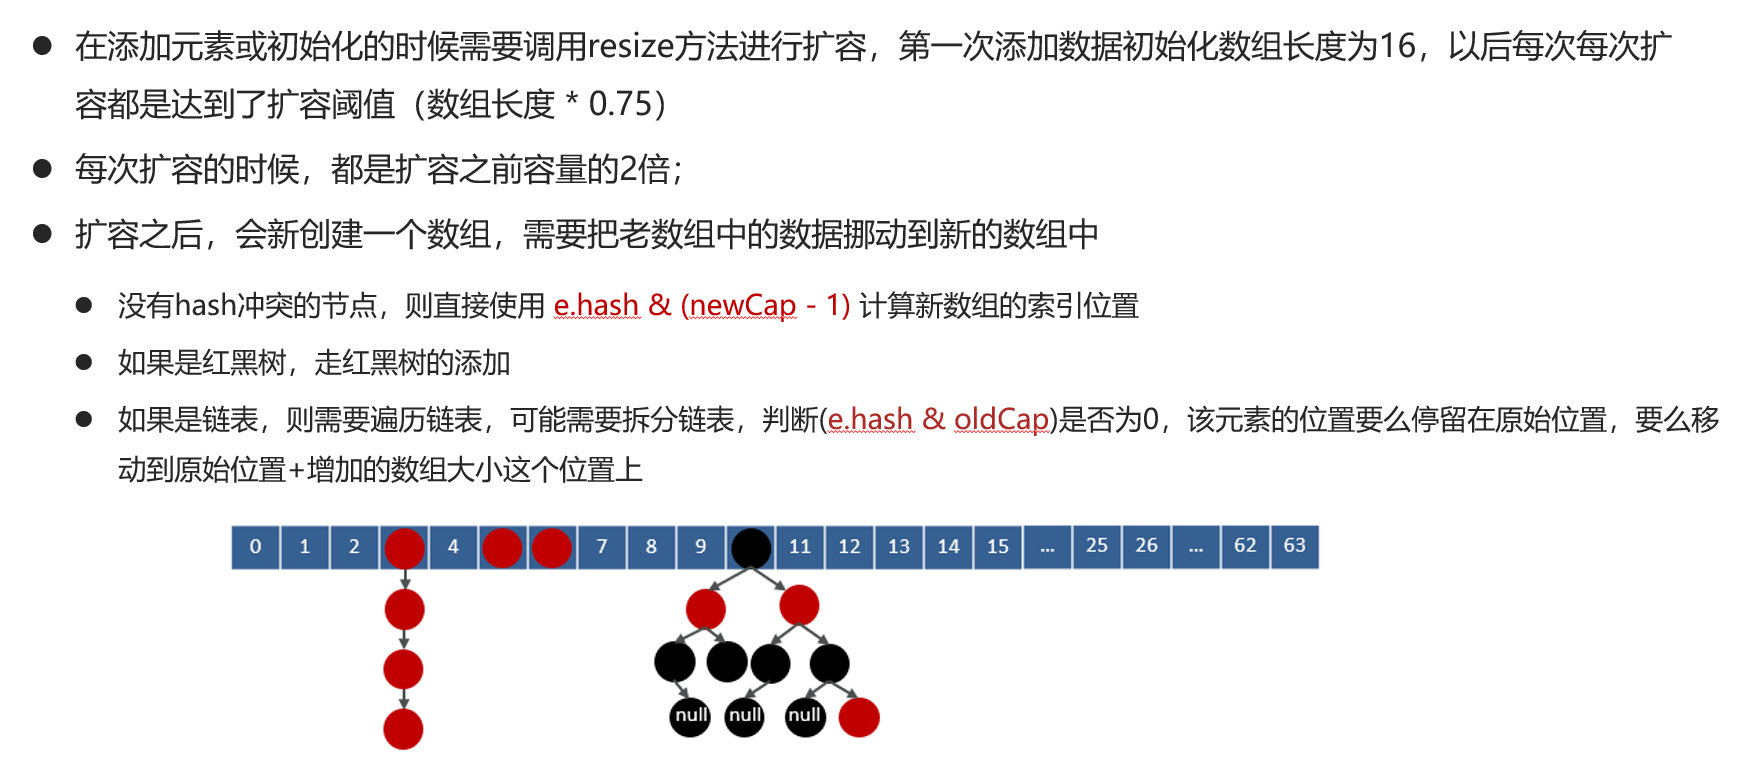 在添加元素或初始化的时候需要调用resize方法进行扩容，第一次添加数据初始化数组长度为16，以后每次每次扩
容都是达到了扩容阈值（数组长度 * 0.75）
每次扩容的时候，都是扩容之前容量的2倍；
扩容之后，会新创建一个数组，需要把老数组中的数据挪动到新的数组中
没有hash冲突的节点，则直接使用 e.hash & (newCap - 1) 计算新数组的索引位置
如果是红黑树，走红黑树的添加
如果是链表，则需要遍历链表，可能需要拆分链表，判断(e.hash & oldCap)是否为0，该元素的位置要么停留在原始位置，要么移
动到原始位置+增加的数组大小这个位置上
0 1 2 4 7 8 9 11 12 13 14 15 ... 25 26 ... 62 63
null null null